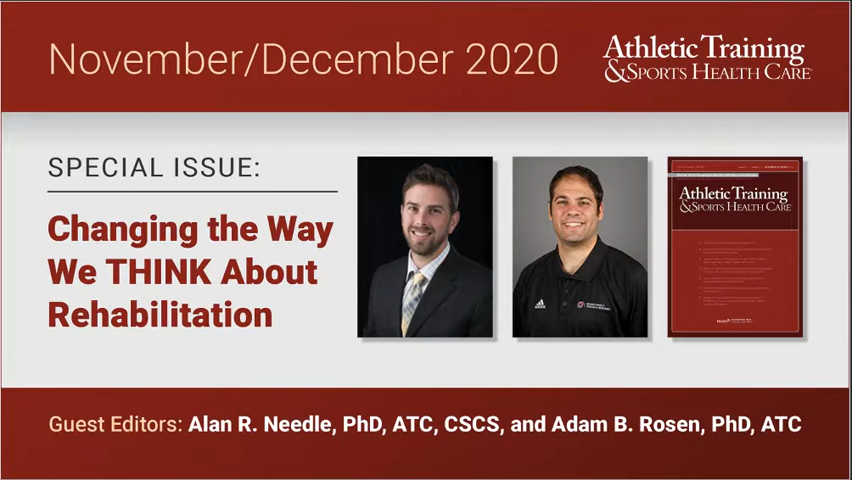 November/December 2020
Athletic Training
& SPORTS HEALTH CARE
SPECIAL ISSUE:
Changing the Way
We THINK About
Rehabilitation
Athletic Training
& SPORTS HEALTH CARE
Guest Editors: Alan R. Needle, PhD, ATC, CSCS, and Adam B. Rosen, PhD, ATC